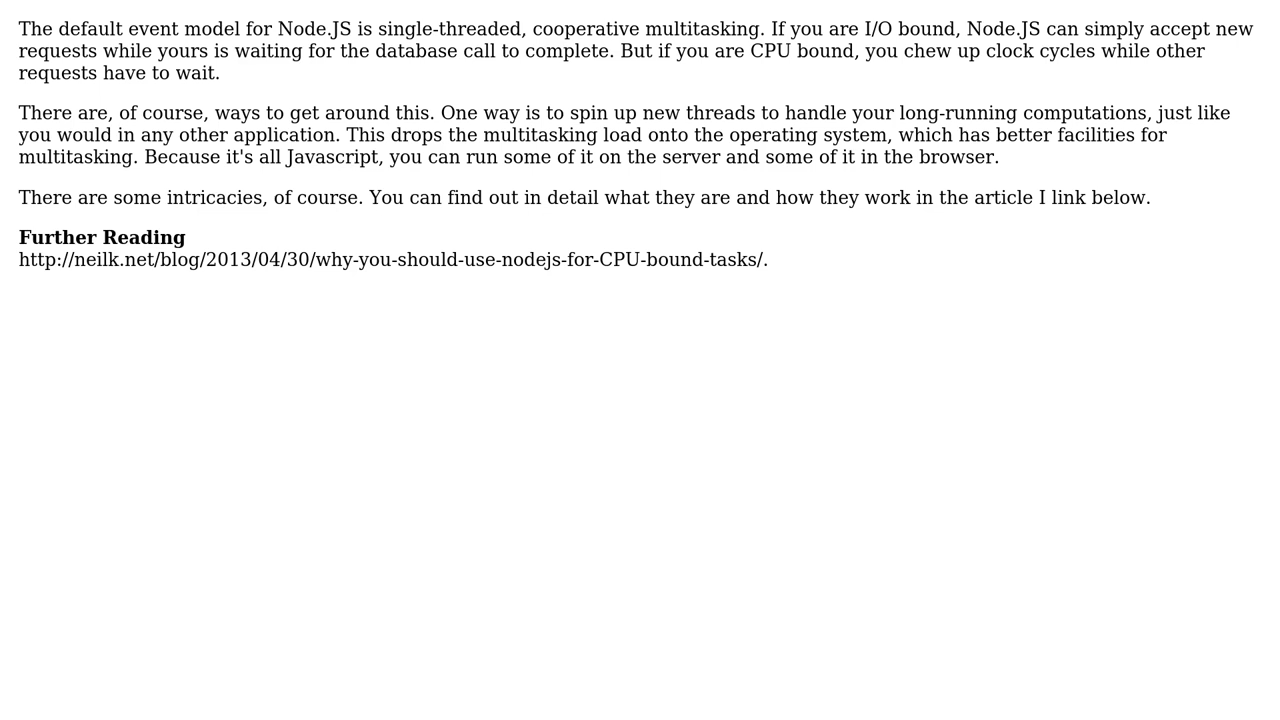 The default event model for Node.JS is single-threaded, cooperative multitasking. If you are I/O bound, Node.JS can simply accept new
requests while yours is waiting for the database call to complete. But if you are CPU bound, you chew up clock cycles while other
requests have to wait.
There are, of course, ways to get around this. One way is to spin up new threads to handle your long-running computations, just like
you would in any other application. This drops the multitasking load onto the operating system, which has better facilities for
multitasking. Because it's all Javascript, you can run some of it on the server and some of it in the browser.
There are some intricacies, of course. You can find out in detail what they are and how they work in the article I link below.
Further Reading
http://neilk.net/blog/2013/04/30/why-you-should-use-nodejs-for-CPU-bound-tasks/.